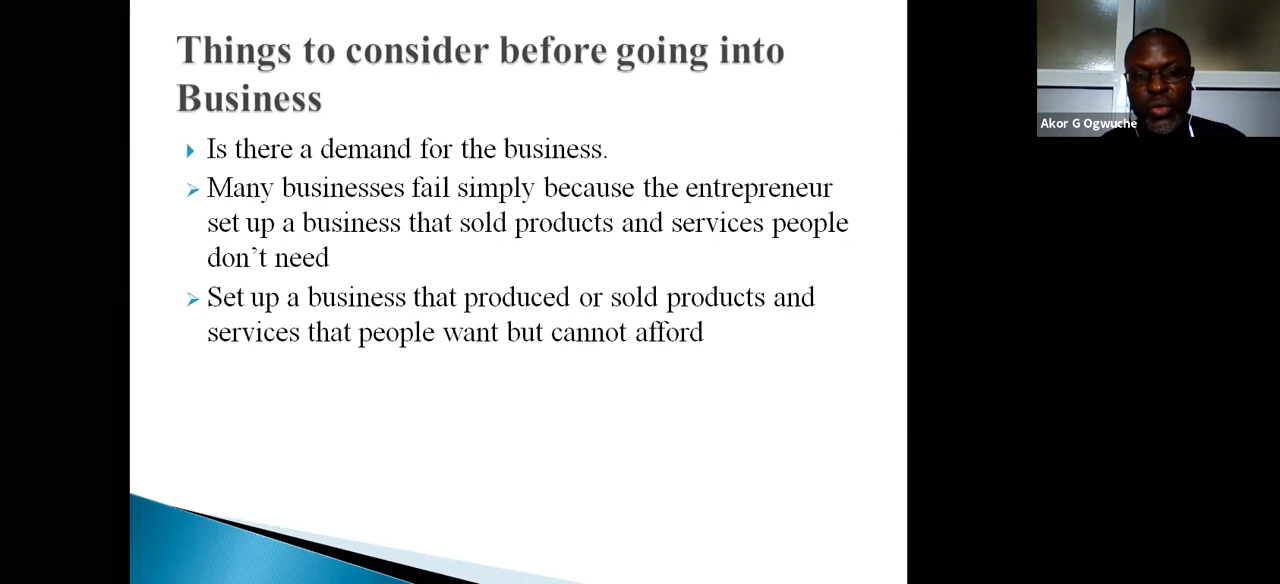 Things to consider before going into
Business
Is there a demand for the business.
Many businesses fail simply because the entrepreneur
set up a business that sold products and services people
don’t need
Set up a business that produced or sold products and
services that people want but cannot afford
Akor G Ogwuche